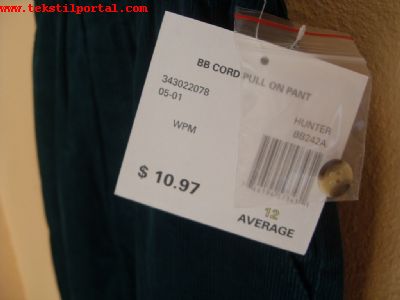 www.tekstilportal.com
BB CORD PULL ON PANT
343022078
05-01
HUNTER
BB242A
WPM
$ 10.97
12
AVERAGE